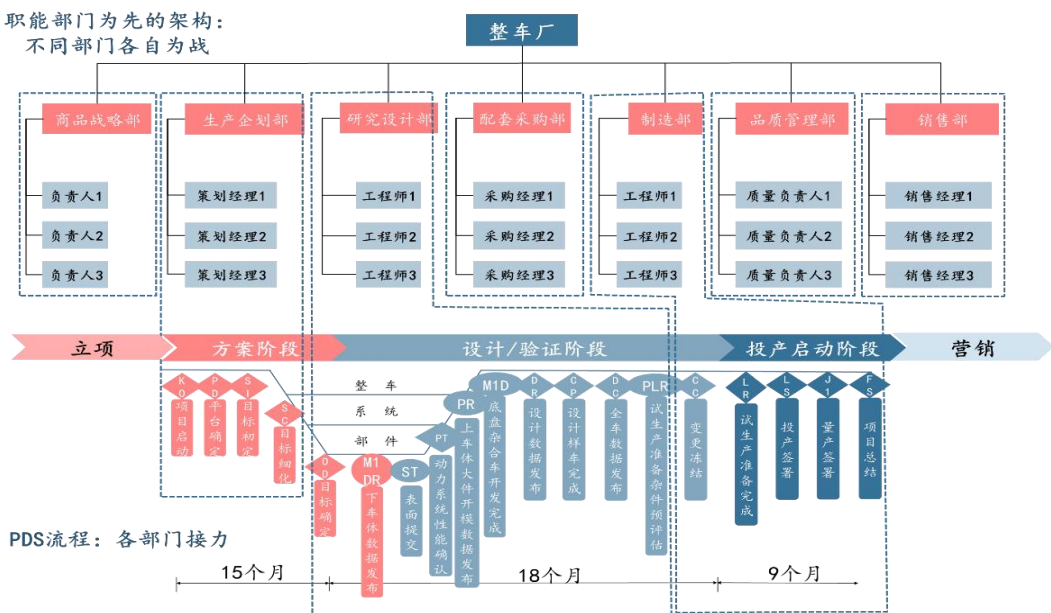 职能部门为先的架构：
不同部门各自为战
整车厂
商品战略部
生产企划部
研究设计部
配套采购部
制造部
品质管理部
销售部
负责人1
策划经理1
工程师1
采购经理1
工程师1
质量负责人1
销售经理1
负责人2
策划经理2
工程师2
采购经理2
工程师2
质量负责人2
销售经理2
负责人3
策划经理3
工程师3
采购经理3
工程师3
质量负责人3
销售经理3
立项
方案阶段
设计/验证阶段
投产启动阶段
营销
整车
系统
部件
KO
项目启动
PD
平台确定
SI
目标初定
SC
目标细化
OD
目标确定
M1
DR
下车体数据发布
ST
表面提交
PT
动力系统性能确认
PR
上车体大件开模数据发布
M1D
底盘杂合车开发完成
DR
设计数据发布
CP
设计样车完成
DC
全车数据发布
PLR
试生产准备杂件预评估
CC
变更冻结
LR
试生产准备完成
LS
投产签署
J1
量产签署
FS
项目总结
PDS流程：各部门接力
15个月
18个月
9个月